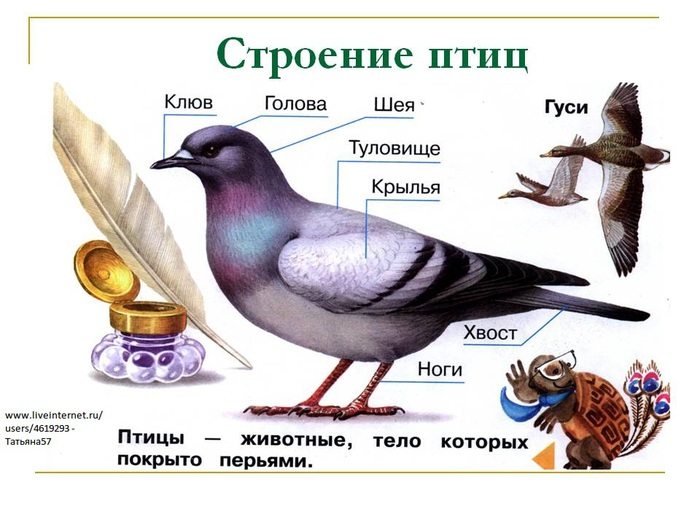 Строение птиц
Клюв
Голова
Шея
Гуси
Туловище
Крылья
Хвост
Ноги
www.liveinternet.ru/
users/4619293 -
Татьяна57
Птицы — животные, тело которых
покрыто перьями.